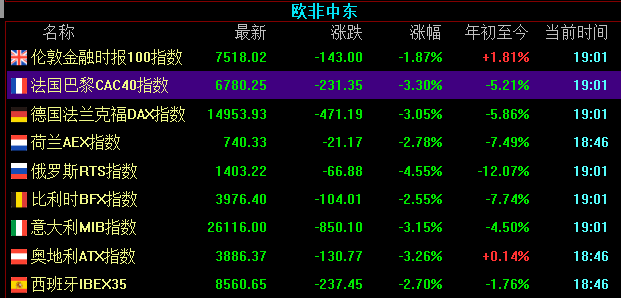 欧非中东
名称 最新 涨跌 涨幅 年初至今 当前时间
伦敦金融时报100指数 7518.02 -143.00 -1.87% +1.81% 19:01
法国巴黎CAC40指数 6780.25 -231.35 -3.30% -5.21% 19:01
德国法兰克福DAX指数 14953.93 -471.19 -3.05% -5.86% 19:01
荷兰AEX指数 740.33 -21.17 -2.78% -7.49% 18:46
俄罗斯RTS指数 1403.22 -66.88 -4.55% -12.07% 19:01
比利时BFX指数 3976.40 -104.01 -2.55% -7.74% 19:01
意大利MIB指数 26116.00 -850.10 -3.15% -4.50% 19:01
奥地利ATX指数 3886.37 -130.77 -3.26% +0.14% 18:46
西班牙IBEX35 8560.65 -237.45 -2.70% -1.76% 18:46